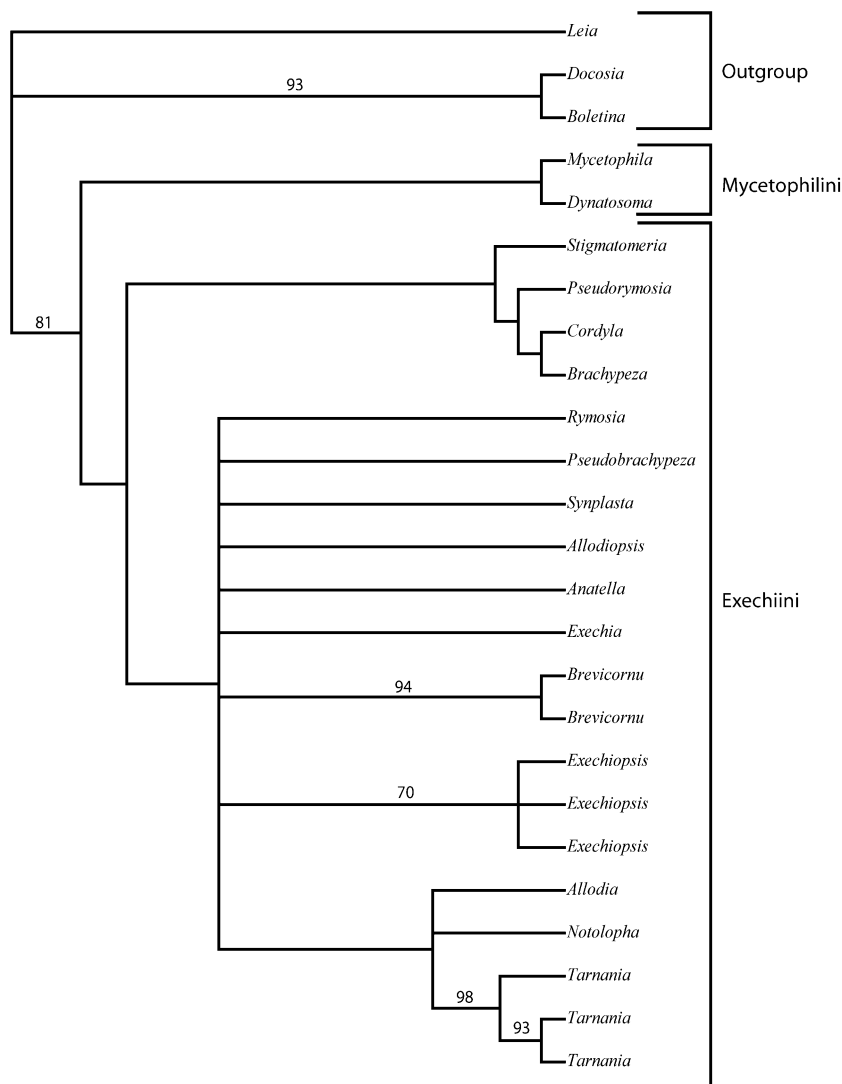 Leia
Docosia
93
Boletina
Outgroup
Mycetophila
Dynatosoma
Mycetophilini
Stigmatomeria
Pseudorymosia
Cordyla
81
Brachypeza
Rymosia
Pseudobrachypeza
Synplasta
Allodiopsis
Anatella
Exechiini
Exechia
Brevicornu
94
Brevicornu
Exechiopsis
70
Exechiopsis
Exechiopsis
Allodia
Notolopha
Tarnania
98
Tarnania
93
Tarnania